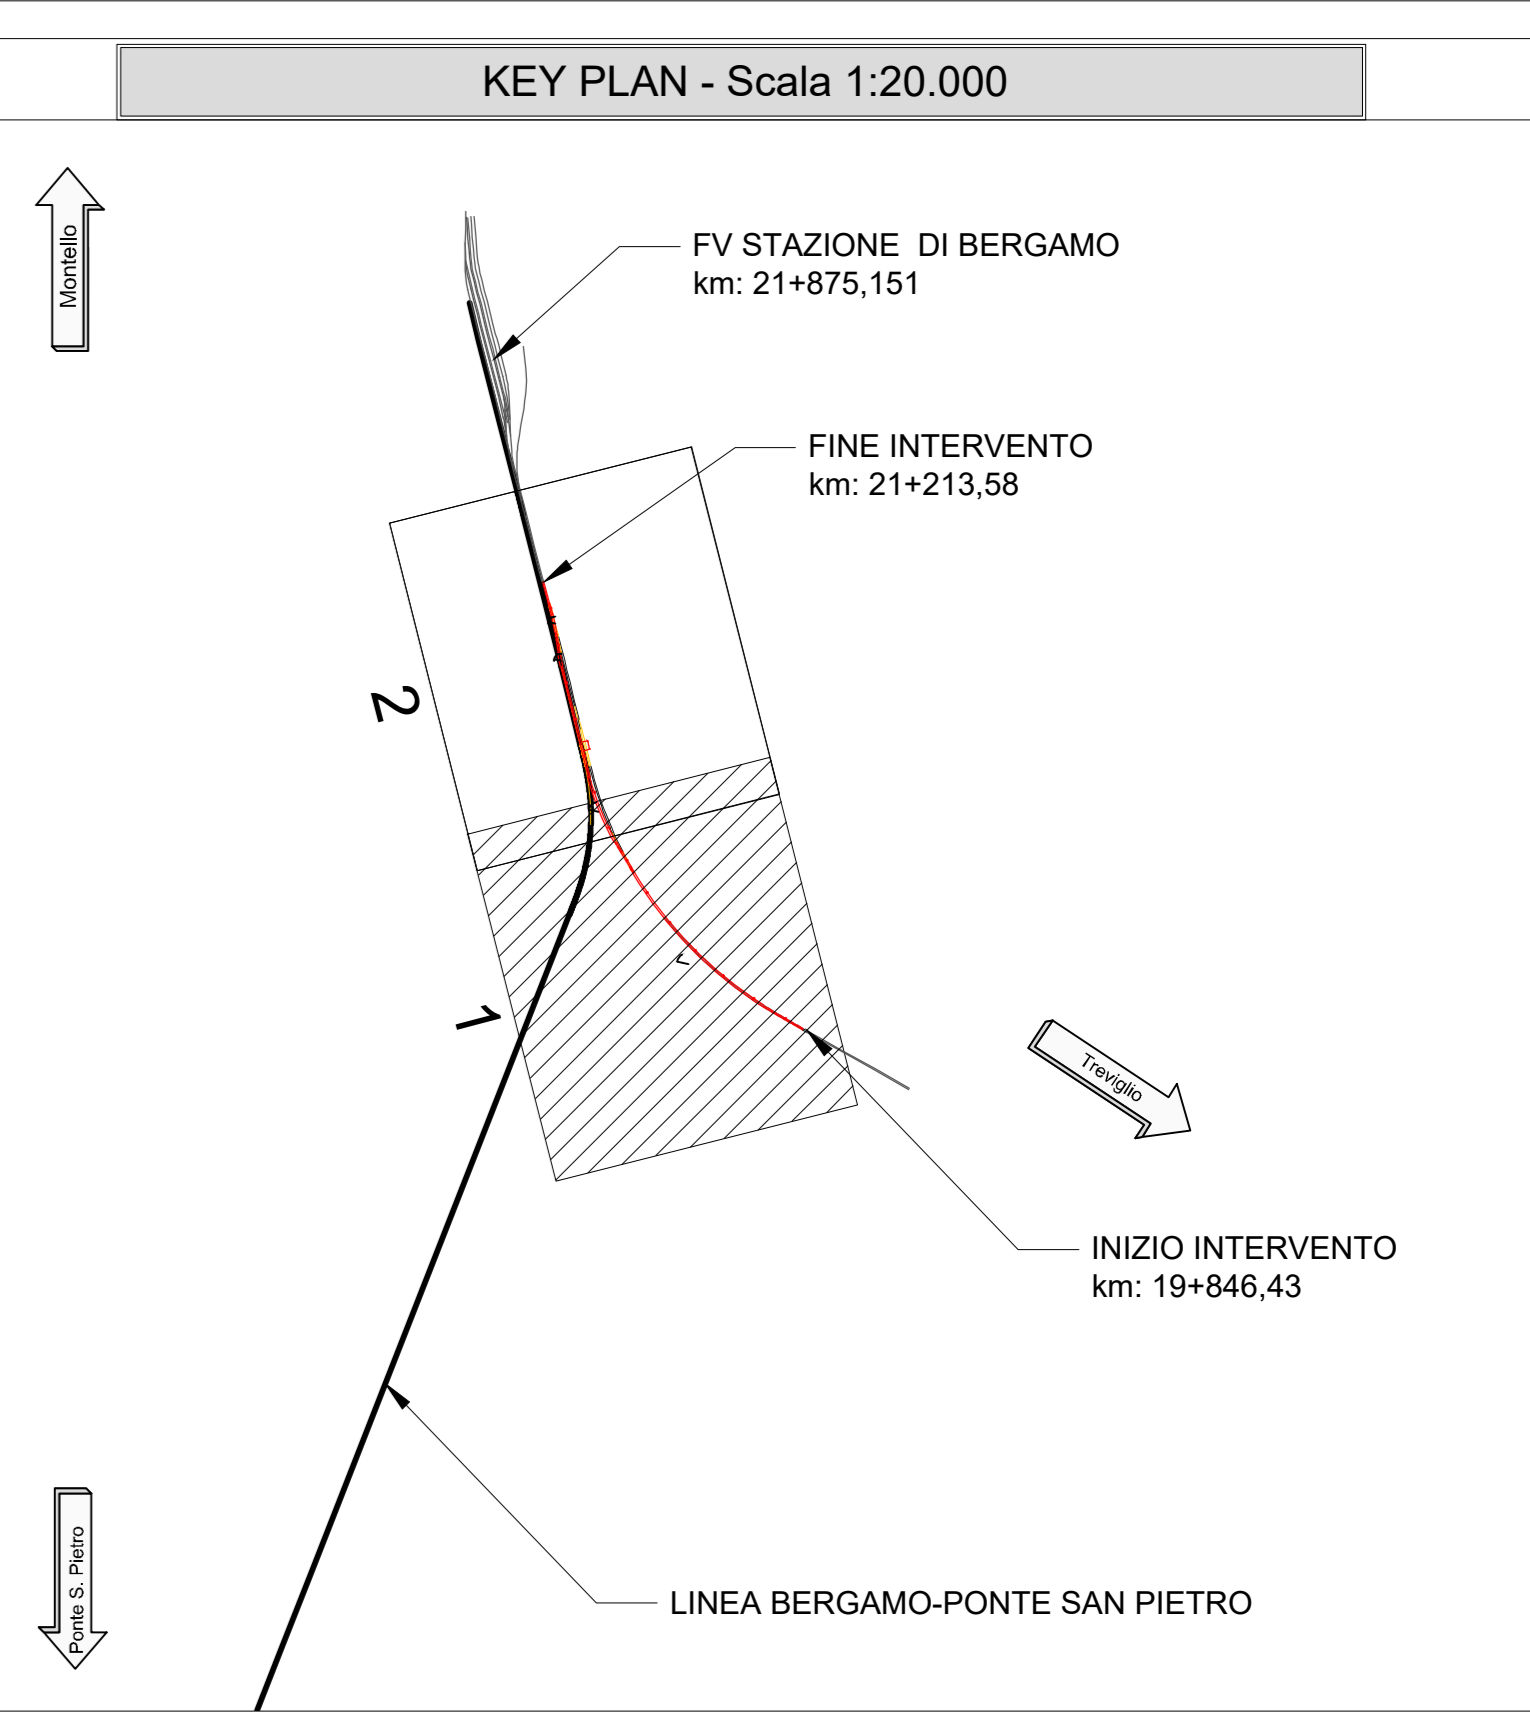 KEY PLAN - Scala 1:20.000
Montello
FV STAZIONE DI BERGAMO
km: 21+875,151
FINE INTERVENTO
km: 21+213,58
2
1
Treviglio
INIZIO INTERVENTO
km: 19+846,43
Ponte S. Pietro
LINEA BERGAMO-PONTE SAN PIETRO